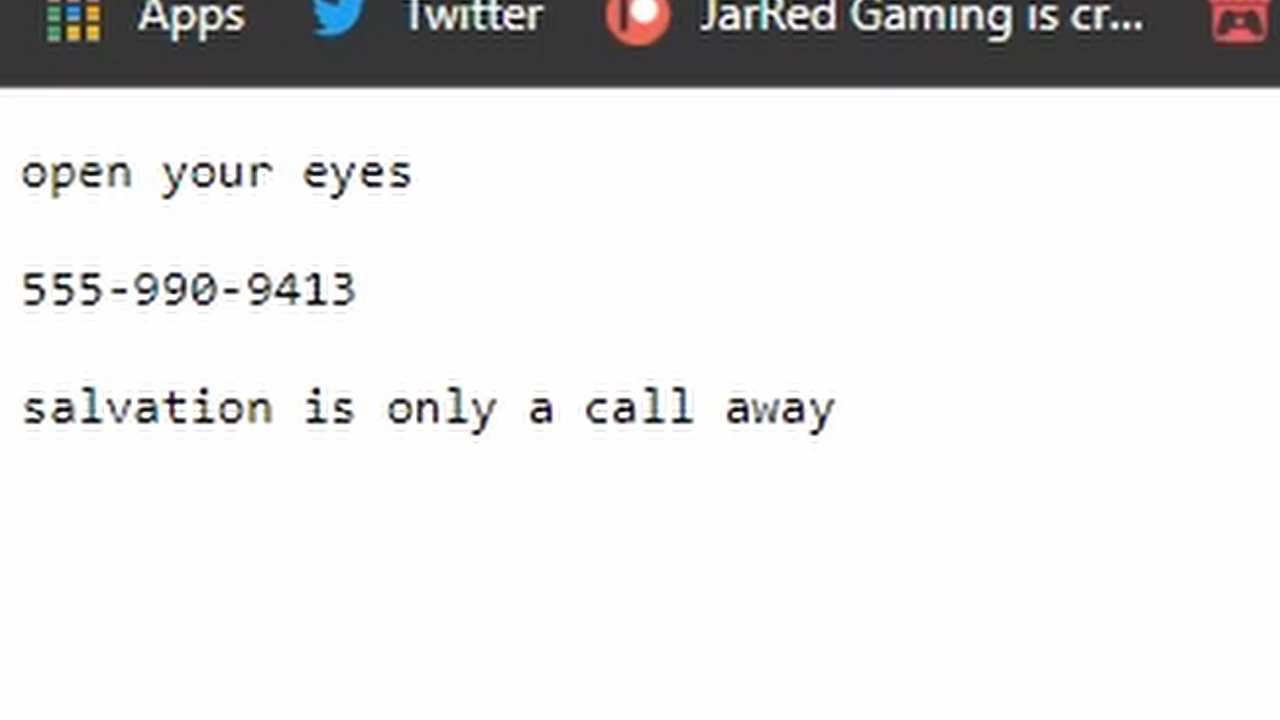 Apps Twitter JarRed Gaming is cr...
open your eyes
555-990-9413
salvation is only a call away